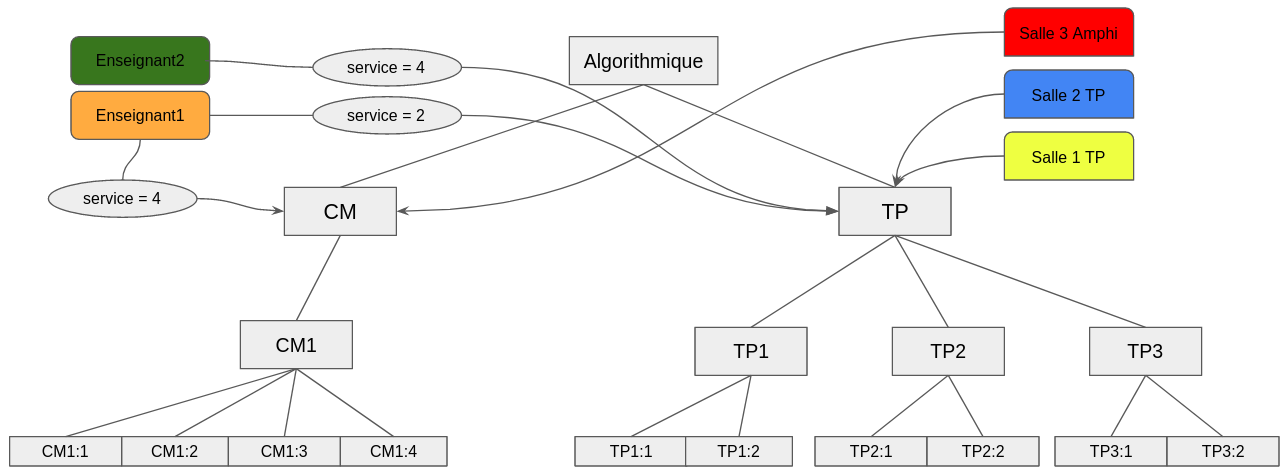 Enseignant2
service = 4
Algorithmique
Salle 3 Amphi
Enseignant1
service = 2
Salle 2 TP
Salle 1 TP
service = 4
CM
TP
CM1
TP1
TP2
TP3
CM1:1
CM1:2
CM1:3
CM1:4
TP1:1
TP1:2
TP2:1
TP2:2
TP3:1
TP3:2